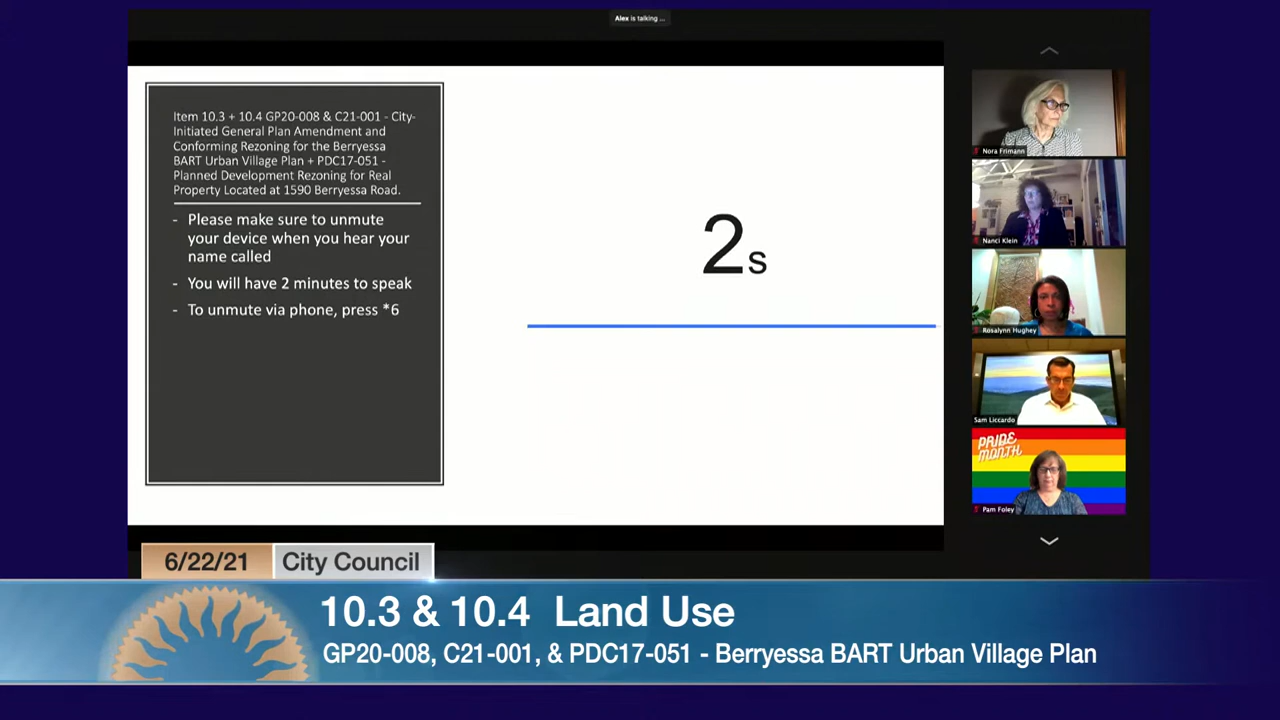 Alex is talking ...
Item 10.3 + 10.4 GP20-008 & C21-001 - City-
Initiated General Plan Amendment and
Conforming Rezoning for the Berryessa
BART Urban Village Plan + PDC17-051 -
Planned Development Rezoning for Real
Property Located at 1590 Berryessa Road.
- Please make sure to unmute
your device when you hear your
name called
- You will have 2 minutes to speak
- To unmute via phone, press *6
2s
Nora Frimann
Nanci Klein
Rosalynn Hughey
Sam Liccardo
PRIDE
MONTH
Pam Foley
6/22/21
City Council
10.3 & 10.4 Land Use
GP20-008, C21-001, & PDC17-051 - Berryessa BART Urban Village Plan